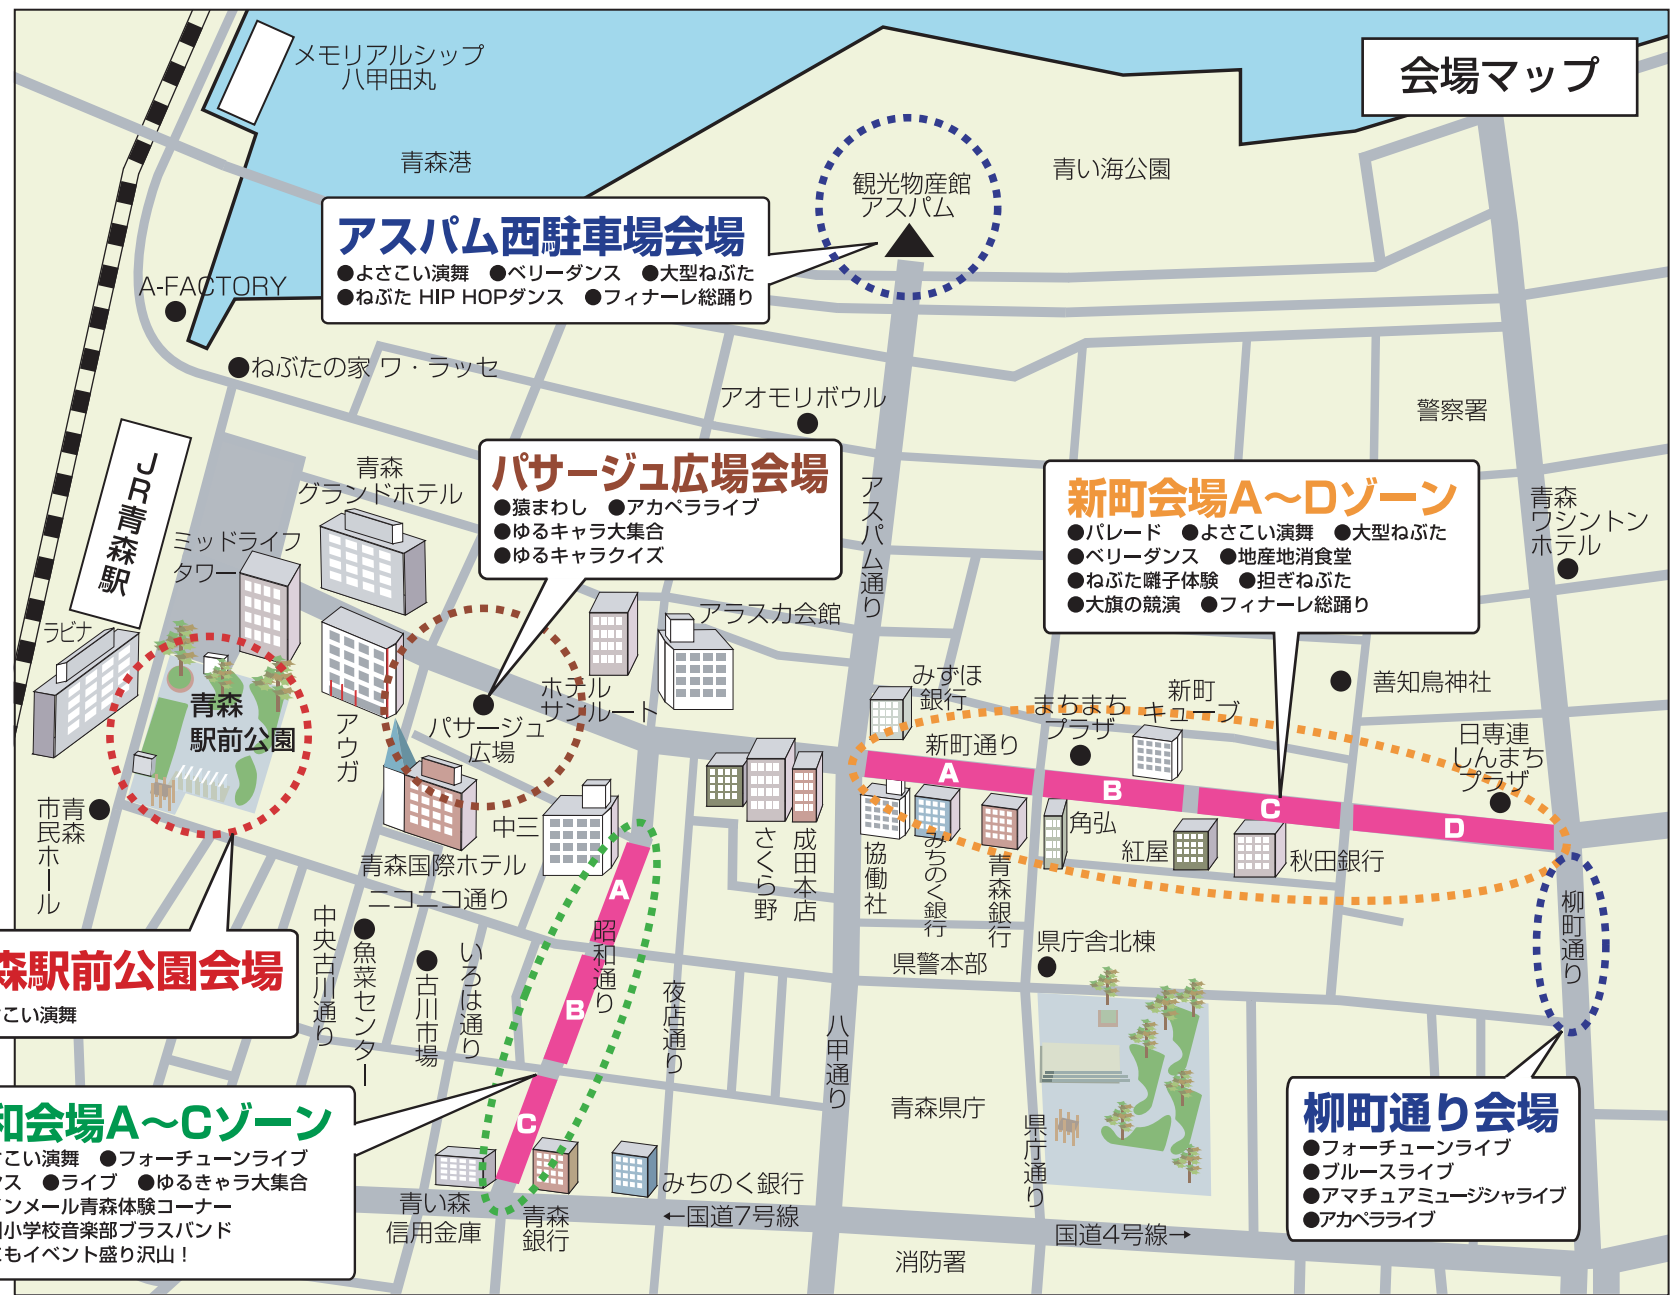 会場マップ
メモリアルシップ
八甲田丸
青森港
観光物産館
アスパム
青い海公園
アスパム西駐車場会場
●よさこい演舞 ●ベリーダンス ●大型ねぶた
●ねぶた HIP HOPダンス ●フィナーレ総踊り
A-FACTORY
●ねぶたの家 ワ・ラッセ
アオモリボウル
警察署
JR青森駅
青森
グランドホテル
パサージュ広場会場
●猿まわし ●アカペラライブ
●ゆるキャラ大集合
●ゆるキャラクイズ
アスパム通り
新町会場A～Dゾーン
●パレード ●よさこい演舞 ●大型ねぶた
●ベリーダンス ●地産地消食堂
●ねぶた囃子体験 ●担ぎねぶた
●大旗の競演 ●フィナーレ総踊り
青森
ワシントン
ホテル
ミッドライフ
タワー
ラビナ
アラスカ会館
青森
駅前公園
アウガ
パサージュ
広場
ホテル
サンルート
みずほ
銀行
まちまち
プラザ
新町
キューブ
善知鳥神社
新町通り
日専連
しんまち
プラザ
A
B
C
D
青森
市民ホール
中三
青森国際ホテル
ニコニコ通り
さくら野
成田本店
協働社
みちのく銀行
青森銀行
角弘
紅屋
秋田銀行
柳町通り
A
B
C
昭和通り
中央古川通り
魚菜センター
古川市場
いろは通り
夜店通り
県警本部
県庁舎北棟
八甲通り
森駅前公園会場
こい演舞
和会場A～Cゾーン
こい演舞 ●フォーチューンライブ
ス ●ライブ ●ゆるきゃら大集合
ンメール青森体験コーナー
小学校音楽部ブラスバンド
もイベント盛り沢山！
青森県庁
県庁通り
柳町通り会場
●フォーチューンライブ
●ブルースライブ
●アマチュアミュージシャライブ
●アカペラライブ
青い森
信用金庫
青森
銀行
みちのく銀行
←国道7号線
国道4号線→
消防署